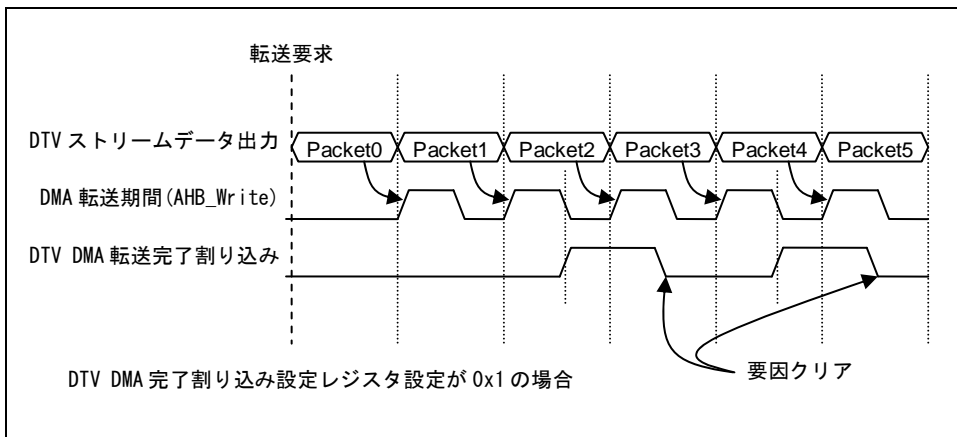 転送要求
DTV ストリームデータ出力 Packet0 Packet1 Packet2 Packet3 Packet4 Packet5
DMA 転送期間(AHB_Write)
DTV DMA 転送完了割り込み
DTV DMA 完了割り込み設定レジスタ設定が 0x1 の場合 要因クリア